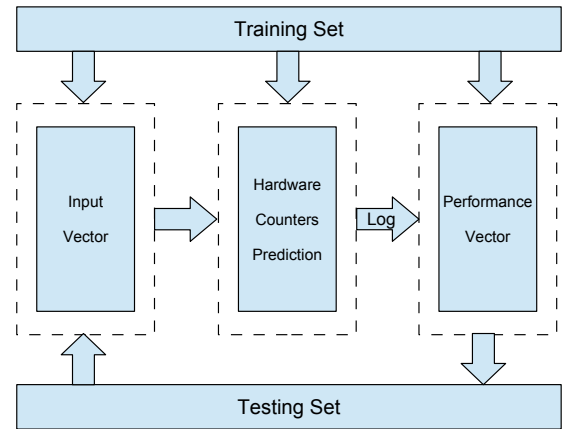 Training Set
Input
Vector
Hardware
Counters
Prediction
Log
Performance
Vector
Testing Set